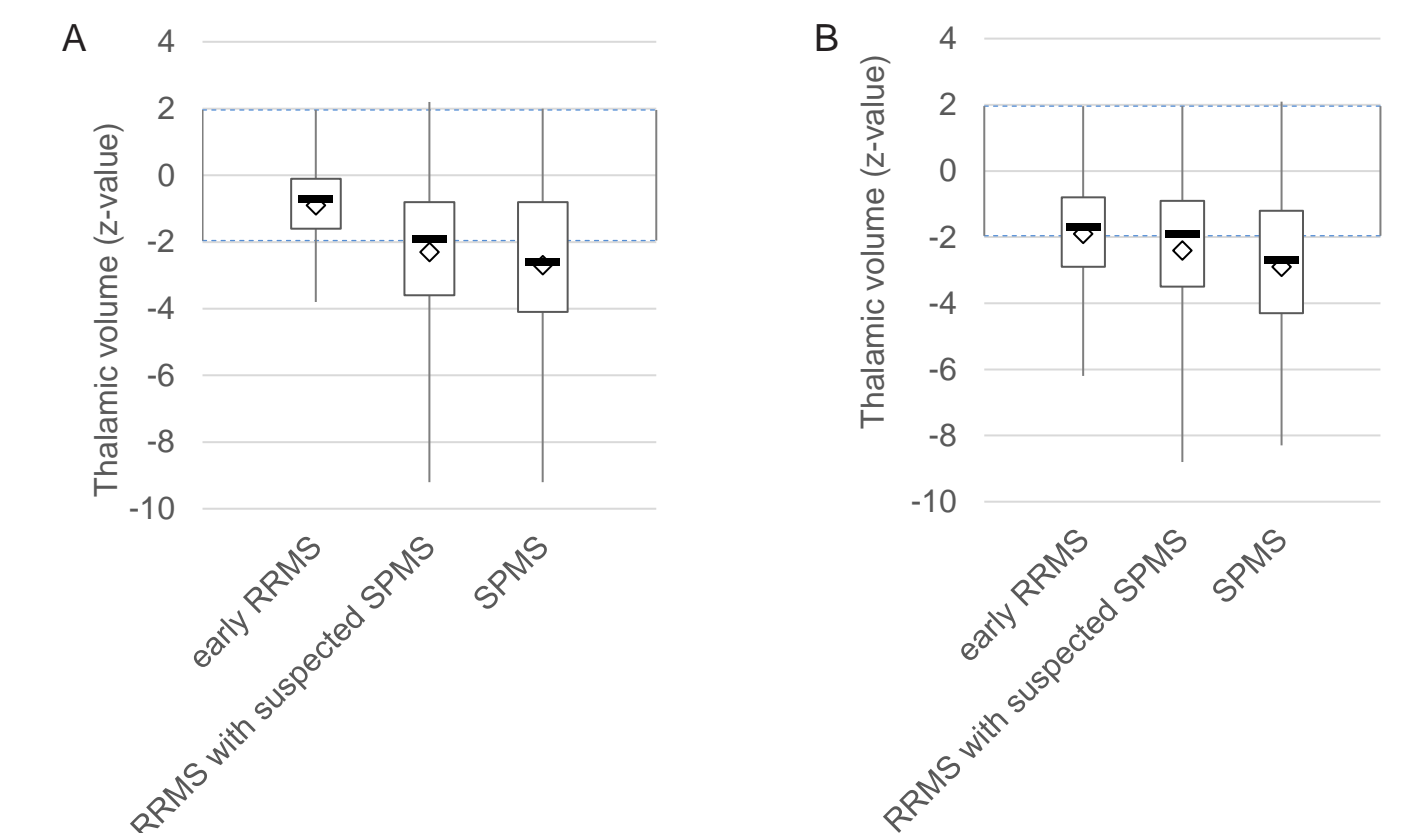 A
Thalamic volume (z-value)
4
2
0
-2
-4
-6
-8
-10
early RRMS
RRMS with suspected SPMS
SPMS
B
Thalamic volume (z-value)
4
2
0
-2
-4
-6
-8
-10
early RRMS
RRMS with suspected SPMS
SPMS